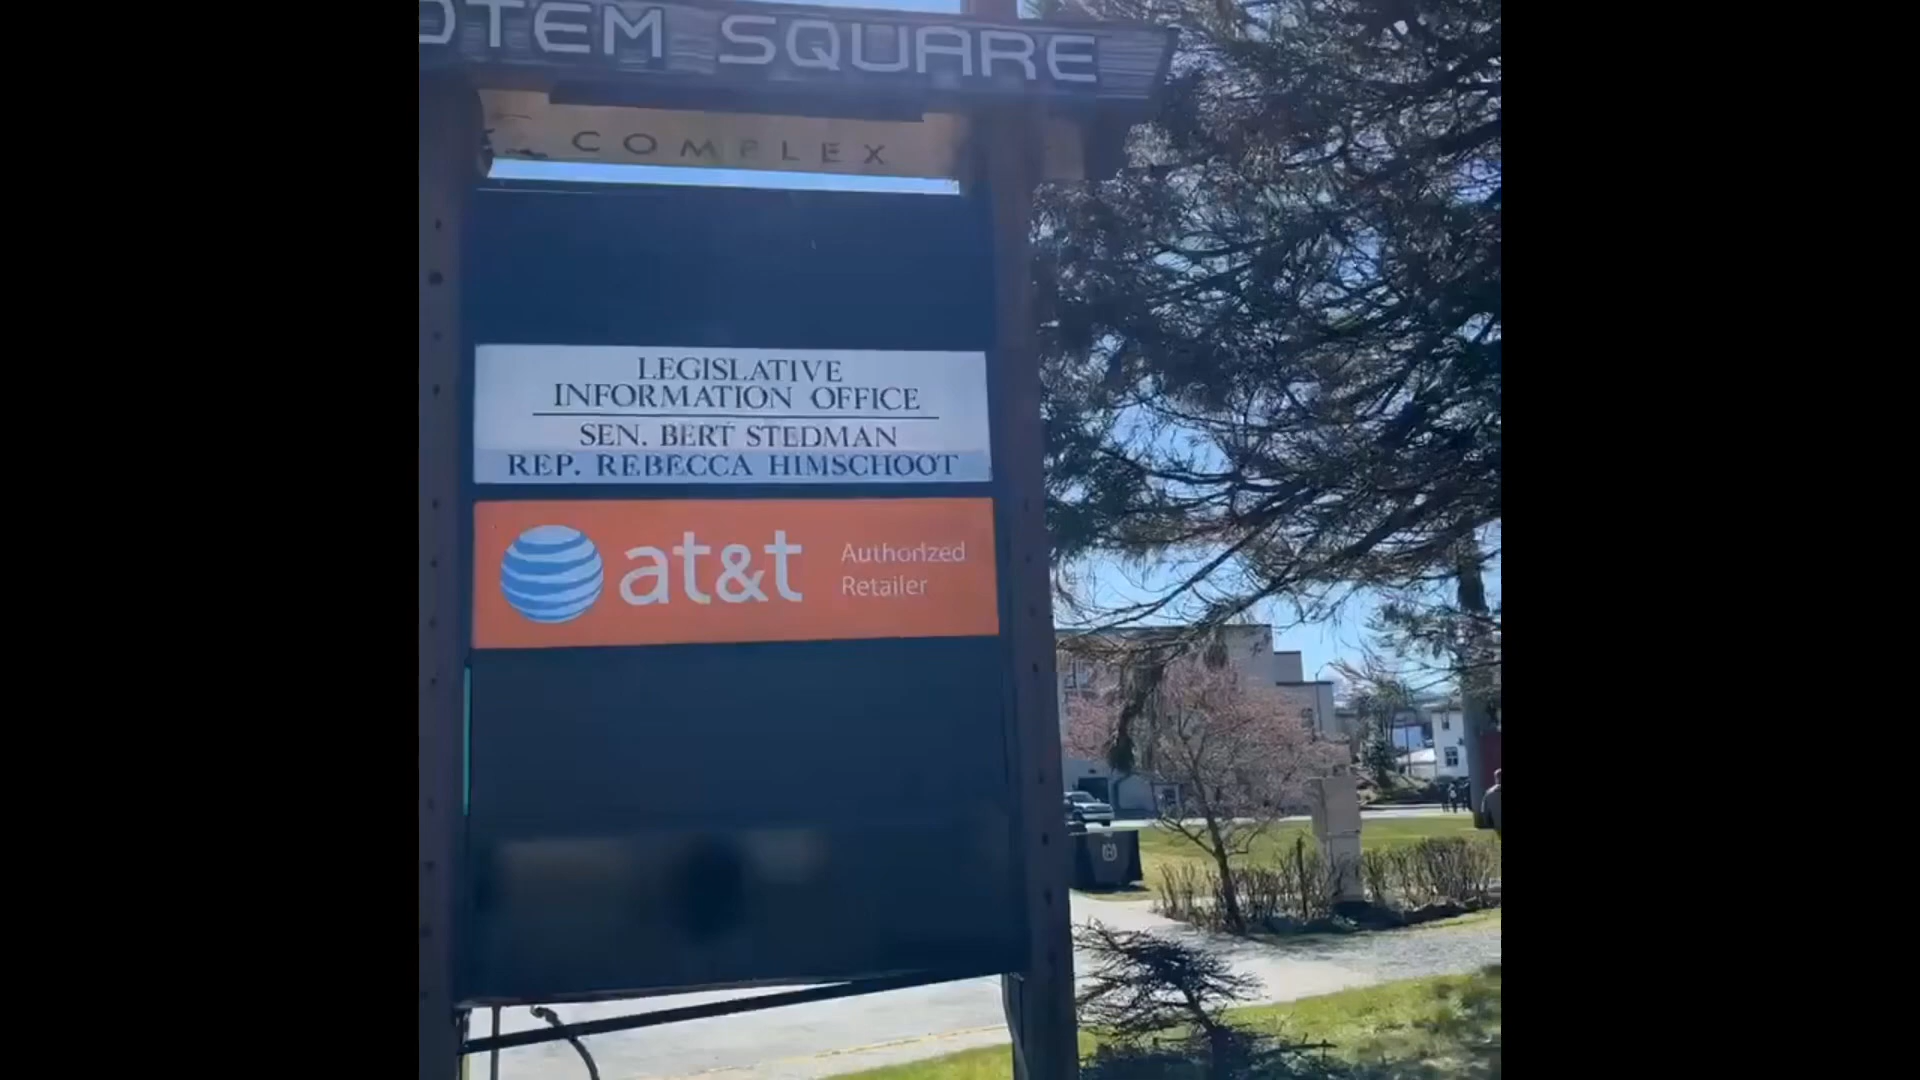 OTEM SQUARE
COMPLEX
LEGISLATIVE
INFORMATION OFFICE
SEN. BERT STEDMAN
REP. REBECCA HIMSCHOOT
at&t Authorized
Retailer